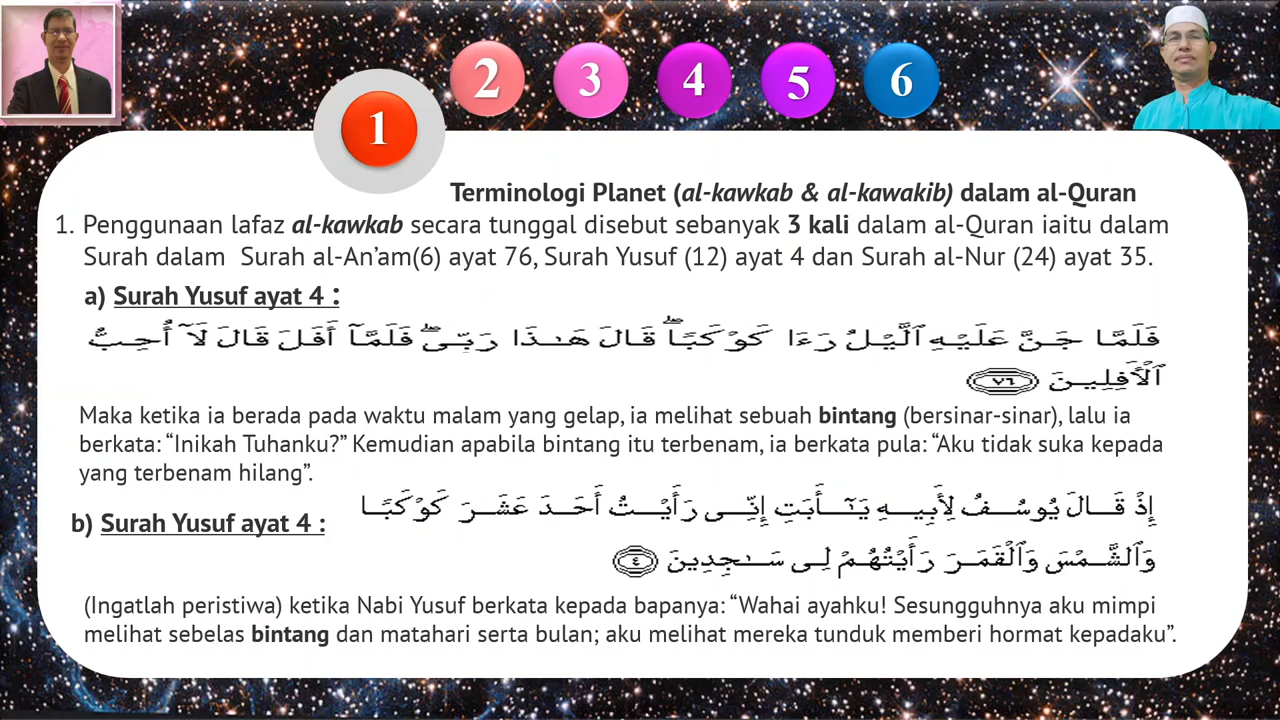 1
2
3
4
5
6
Terminologi Planet (al-kawkab & al-kawakib) dalam al-Quran
1. Penggunaan lafaz al-kawkab secara tunggal disebut sebanyak 3 kali dalam al-Quran iaitu dalam
Surah dalam Surah al-An’am(6) ayat 76, Surah Yusuf (12) ayat 4 dan Surah al-Nur (24) ayat 35.
a) Surah Yusuf ayat 4 :
فَلَمَّا جَنَّ عَلَيْهِ ٱلَّيْلُ رَءَا كَوْكَبًا ۖ قَالَ هَـٰذَا رَبِّى ۖ فَلَمَّآ أَفَلَ قَالَ لَآ أُحِبُّ
ٱلْأَفِلِينَ ٧٦
Maka ketika ia berada pada waktu malam yang gelap, ia melihat sebuah bintang (bersinar-sinar), lalu ia
berkata: “Inikah Tuhanku?” Kemudian apabila bintang itu terbenam, ia berkata pula: “Aku tidak suka kepada
yang terbenam hilang”.
إِذْ قَالَ يُوسُفُ لِأَبِيهِ يَـٰٓأَبَتِ إِنِّى رَأَيْتُ أَحَدَ عَشَرَ كَوْكَبًا
b) Surah Yusuf ayat 4 :
وَٱلشَّمْسَ وَٱلْقَمَرَ رَأَيْتُهُمْ لِى سَـٰجِدِينَ ٤
(Ingatlah peristiwa) ketika Nabi Yusuf berkata kepada bapanya: “Wahai ayahku! Sesungguhnya aku mimpi
melihat sebelas bintang dan matahari serta bulan; aku melihat mereka tunduk memberi hormat kepadaku”.